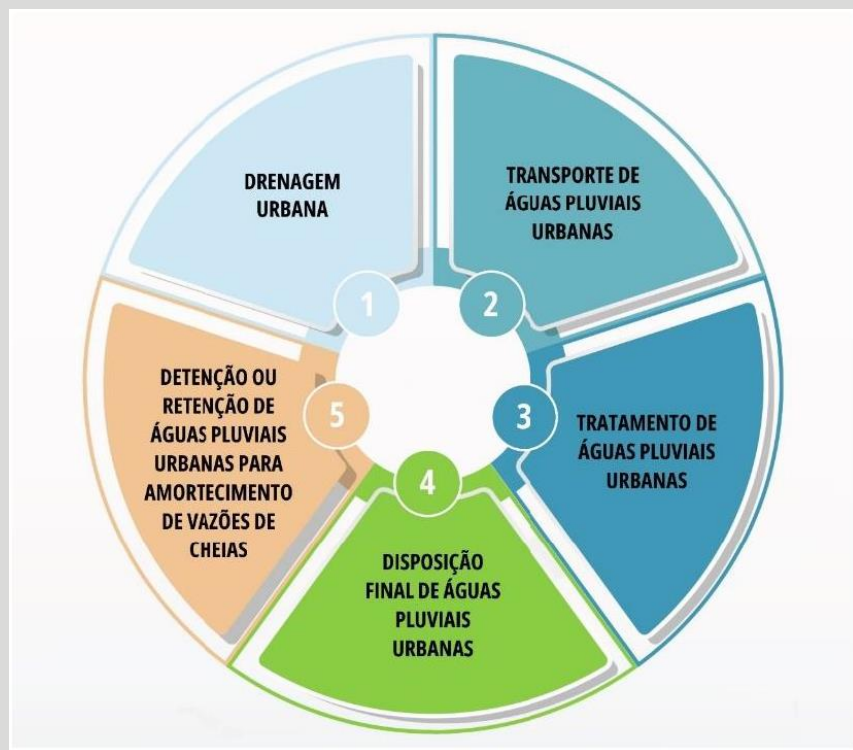 DRENAGEM
URBANA
1
TRANSPORTE DE
ÁGUAS PLUVIAIS
URBANAS
2
TRATAMENTO DE
ÁGUAS PLUVIAIS
URBANAS
3
DISPOSIÇÃO
FINAL DE ÁGUAS
PLUVIAIS
URBANAS
4
DETENÇÃO OU
RETENÇÃO DE
ÁGUAS PLUVIAIS
URBANAS PARA
AMORTECIMENTO
DE VAZÕES DE
CHEIAS
5